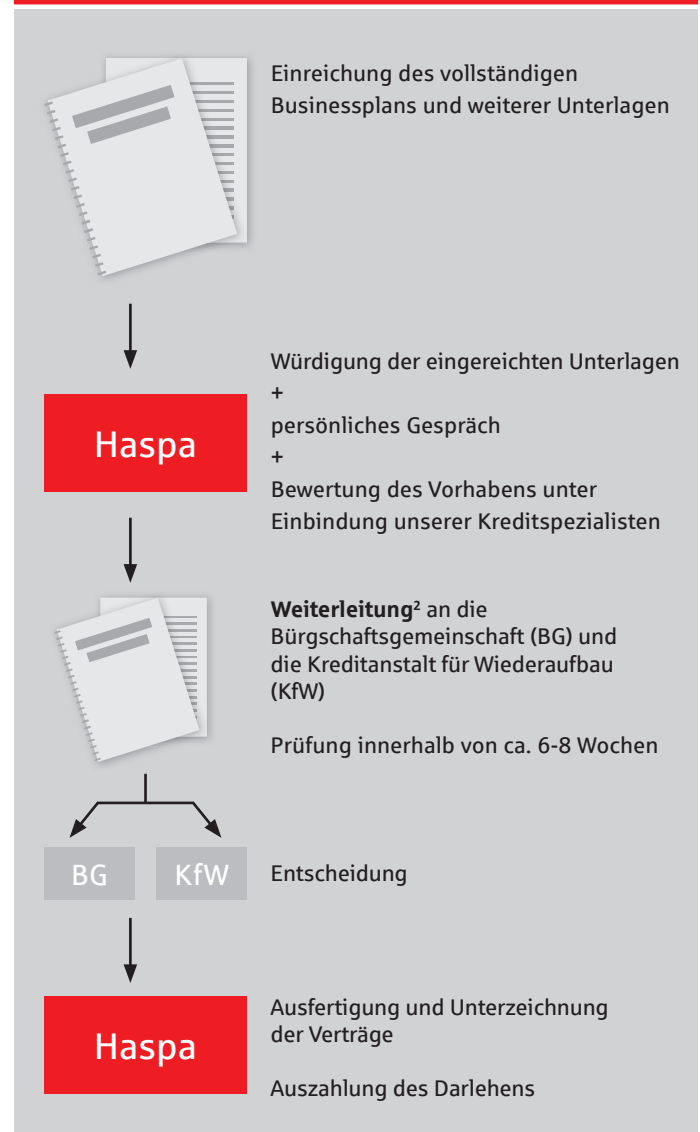 Einreichung des vollständigen
Businessplans und weiterer Unterlagen
Haspa
Würdigung der eingereichten Unterlagen
+
persönliches Gespräch
+
Bewertung des Vorhabens unter
Einbindung unserer Kreditspezialisten
Weiterleitung² an die
Bürgschaftsgemeinschaft (BG) und
die Kreditanstalt für Wiederaufbau
(KfW)
Prüfung innerhalb von ca. 6-8 Wochen
BG
KfW
Entscheidung
Haspa
Ausfertigung und Unterzeichnung
der Verträge
Auszahlung des Darlehens